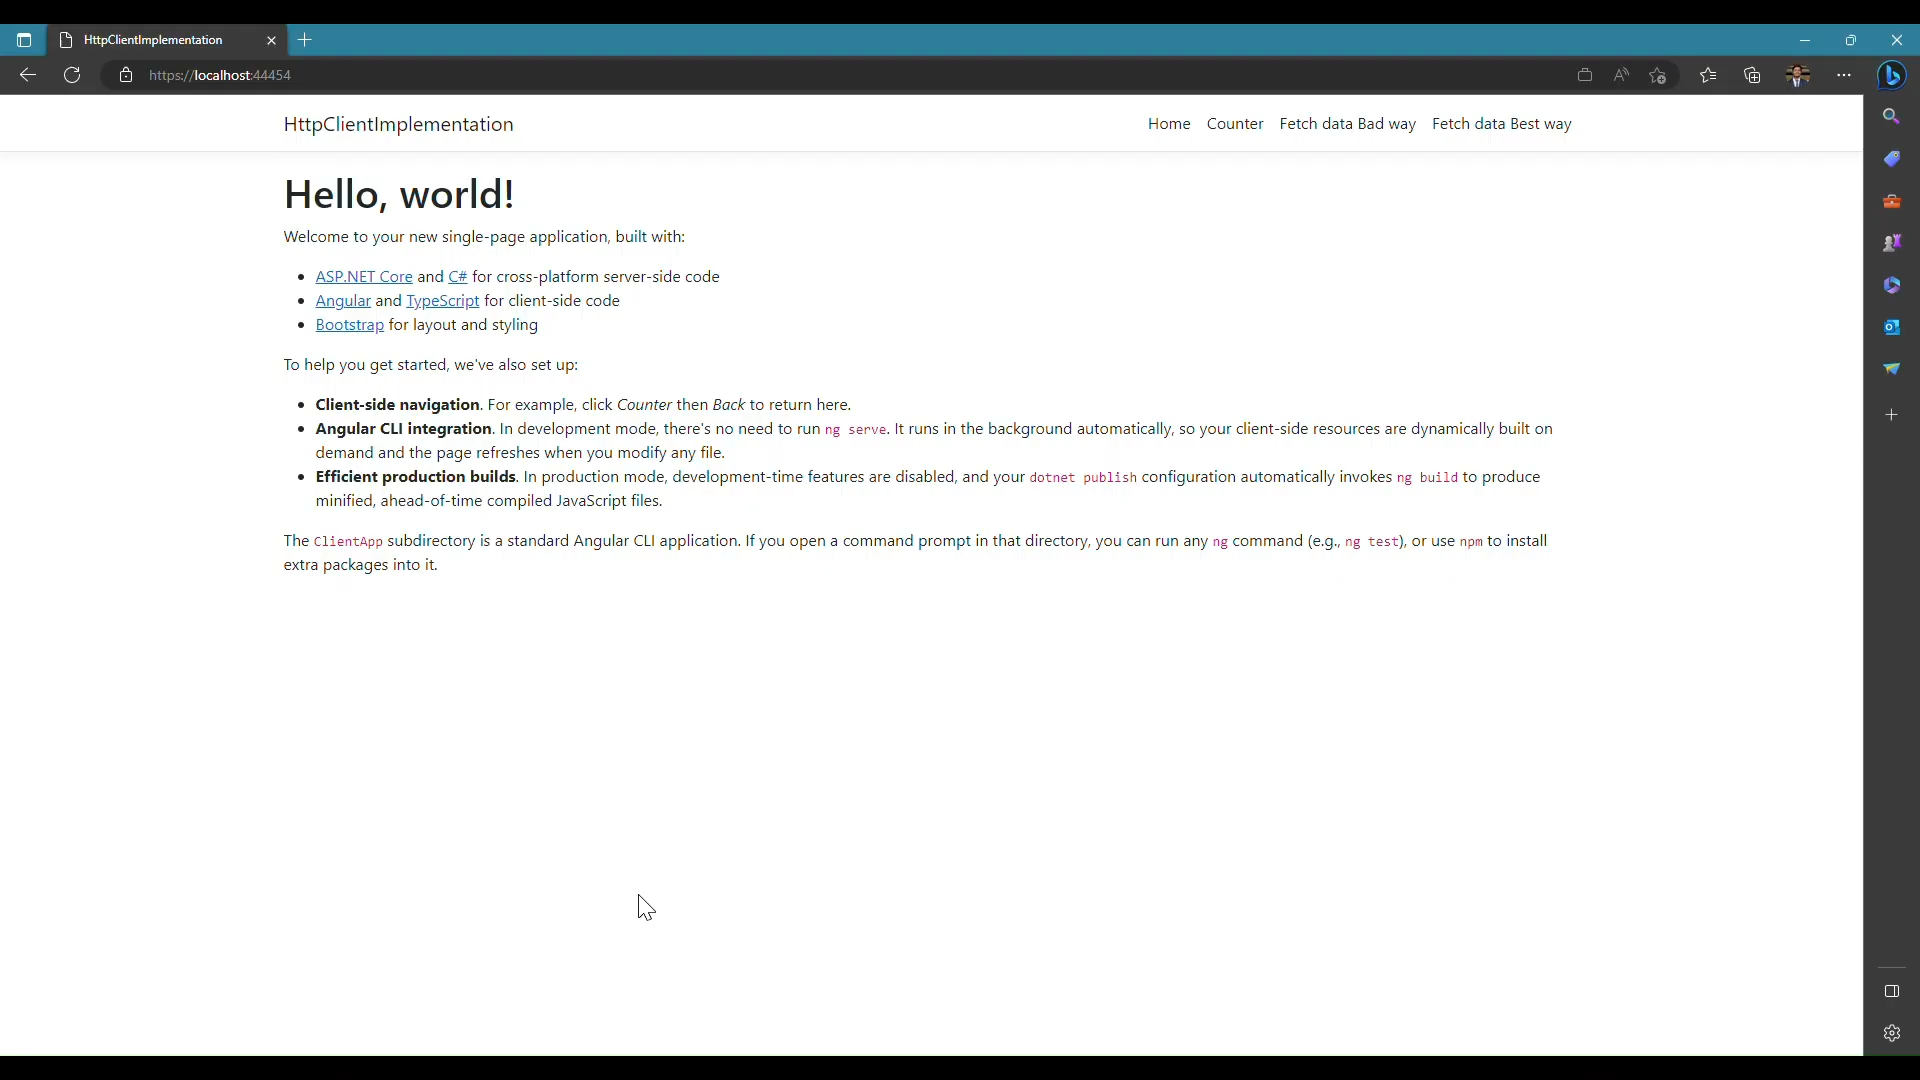 HttpClientImplementation
https://localhost:44454
HttpClientImplementation
Home Counter Fetch data Bad way Fetch data Best way
Hello, world!
Welcome to your new single-page application, built with:
• ASP.NET Core and C# for cross-platform server-side code
• Angular and TypeScript for client-side code
• Bootstrap for layout and styling
To help you get started, we've also set up:
• Client-side navigation. For example, click Counter then Back to return here.
• Angular CLI integration. In development mode, there's no need to run ng serve. It runs in the background automatically, so your client-side resources are dynamically built on
demand and the page refreshes when you modify any file.
• Efficient production builds. In production mode, development-time features are disabled, and your dotnet publish configuration automatically invokes ng build to produce
minified, ahead-of-time compiled JavaScript files.
The ClientApp subdirectory is a standard Angular CLI application. If you open a command prompt in that directory, you can run any ng command (e.g., ng test), or use npm to install
extra packages into it.